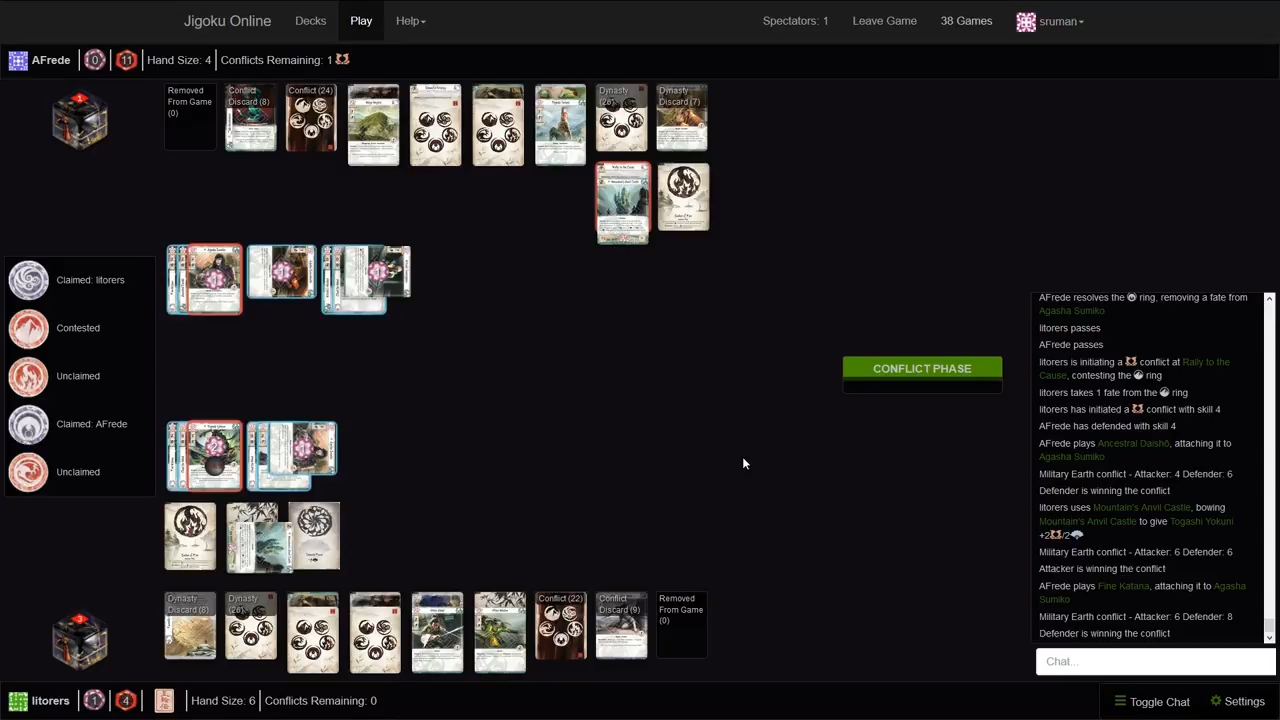 Jigoku Online
Decks
Play
Help
Spectators: 1
Leave Game
38 Games
sruman
AFrede
0
11
Hand Size: 4
Conflicts Remaining: 1
Removed
From Game
(0)
Conflict
Discard (8)
Conflict (24)
Dynasty
Dynasty
Discard (7)
Rally to the Cause
Claimed: litorers
Contested
Unclaimed
Claimed: AFrede
Unclaimed
CONFLICT PHASE
AFrede resolves the ring, removing a fate from
Agasha Sumiko
litorers passes
AFrede passes
litorers is initiating a conflict at Rally to the
Cause, contesting the ring
litorers takes 1 fate from the ring
litorers has initiated a conflict with skill 4
AFrede has defended with skill 4
AFrede plays Ancestral Daishō, attaching it to
Agasha Sumiko
Military Earth conflict - Attacker: 4 Defender: 6
Defender is winning the conflict
litorers uses Mountain's Anvil Castle, bowing
Mountain's Anvil Castle to give Togashi Yokuni
+2/2
Military Earth conflict - Attacker: 6 Defender: 6
Attacker is winning the conflict
AFrede plays Fine Katana, attaching it to Agasha
Sumiko
Military Earth conflict - Attacker: 6 Defender: 8
Defender is winning the conflict
Chat...
Dynasty
Discard (8)
Dynasty
Conflict (22)
Conflict
Discard (9)
Removed
From Game
(0)
litorers
1
4
Hand Size: 6
Conflicts Remaining: 0
Toggle Chat
Settings